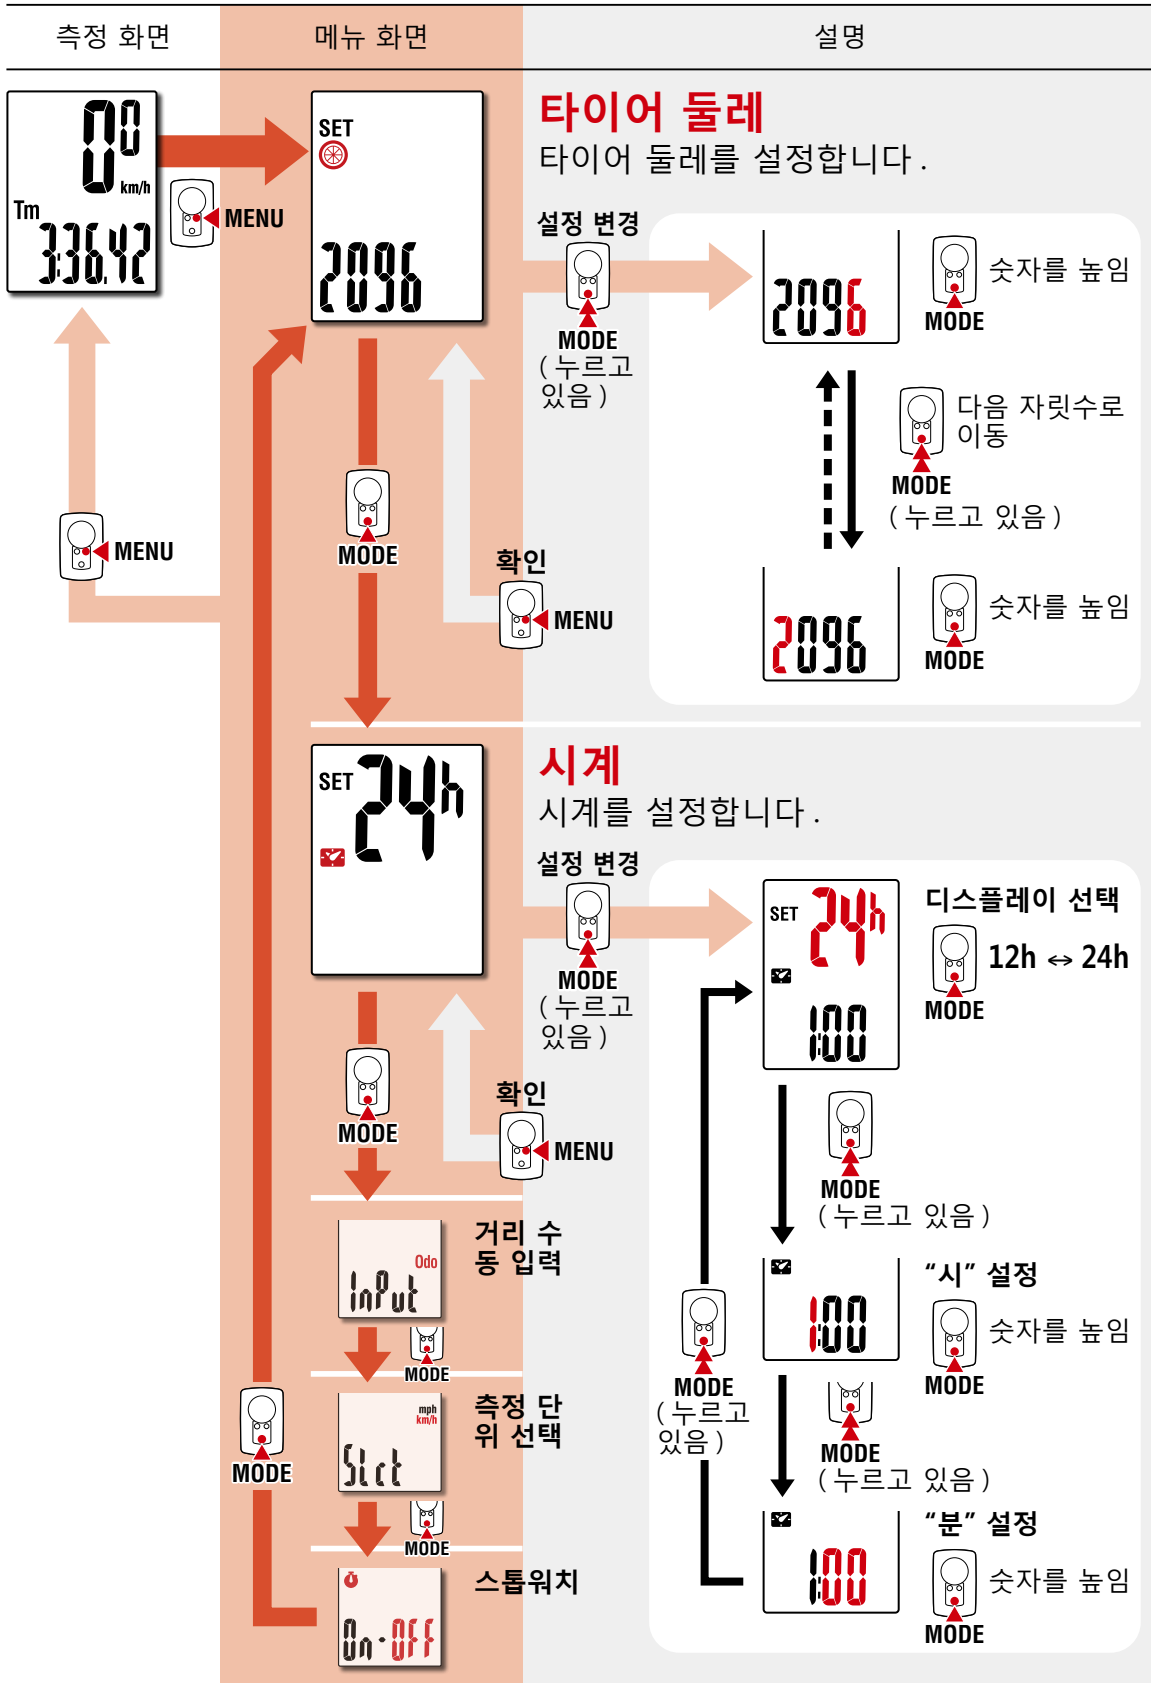 측정 화면
메뉴 화면
설명
0.0
km/h
Tm
3:36.42
MENU
SET
2096
타이어 둘레
타이어 둘레를 설정합니다.
설정 변경
MODE
(누르고
있음)
2096
숫자를 높임
MODE
다음 자릿수로
이동
MODE
(누르고 있음)
2096
숫자를 높임
MODE
MENU
MODE
확인
MENU
SET
24h
시계
시계를 설정합니다.
설정 변경
MODE
(누르고
있음)
SET
24h
1:00
디스플레이 선택
12h ↔ 24h
MODE
MODE
확인
MENU
MODE
(누르고 있음)
1:00
“시” 설정
숫자를 높임
MODE
MODE
(누르고
있음)
MODE
(누르고 있음)
1:00
“분” 설정
숫자를 높임
MODE
Odo
InPut
거리 수
동 입력
MODE
mph
km/h
Slct
측정 단
위 선택
MODE
MODE
On-OFF
스톱워치